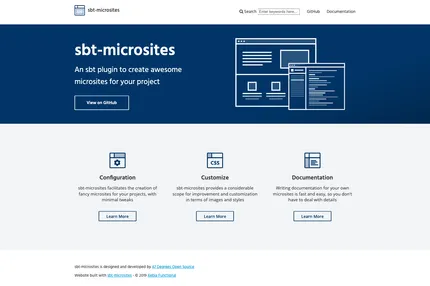 sbt-microsites
Search
Enter keywords here...
GitHub
Documentation
sbt-microsites
An sbt plugin to create awesome
microsites for your project
View on GitHub
CSS
Configuration
Customize
Documentation
sbt-microsites facilitates the creation of
fancy microsites for your projects, with
minimal tweaks
sbt-microsites provides a considerable
scope for improvement and customization
in terms of images and styles
Writing documentation for your own
microsites is fast and easy, so you don't
have to deal with details
Learn More
Learn More
Learn More
sbt-microsites is designed and developed by 47 Degrees Open Source
Website built with sbt-microsites - © 2019